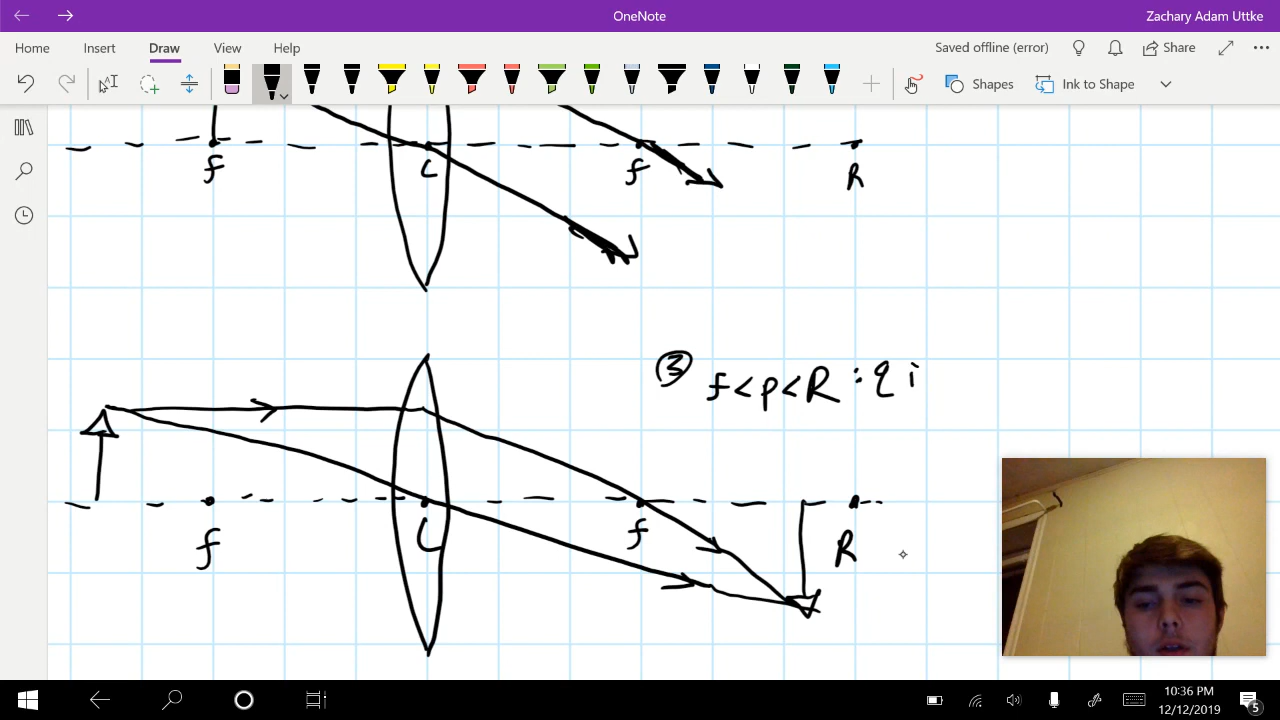 OneNote
Zachary Adam Uttke
Home Insert Draw View Help
Saved offline (error)
Share
Shapes
Ink to Shape
f C f R
③ f<p<R : q i
f C f R
10:36 PM
12/12/2019
5